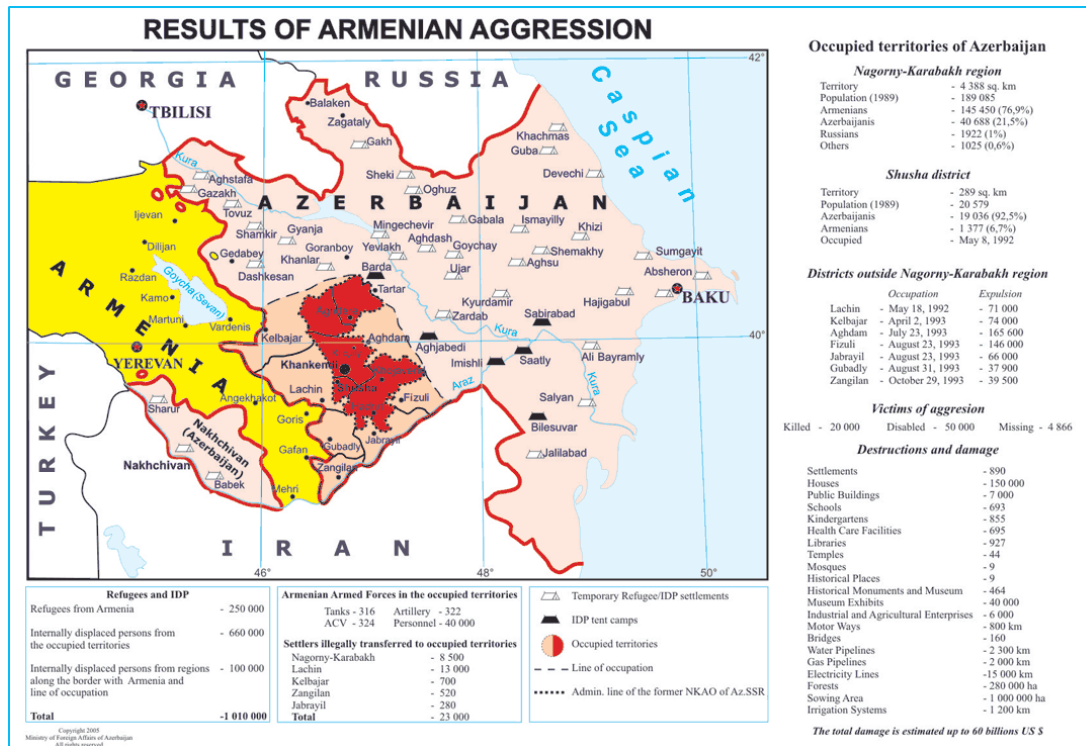 RESULTS OF ARMENIAN AGGRESSION
GEORGIA
RUSSIA
42°
Caspian Sea
TBILISI
Balaken
Zagataly
Gakh
Khachmas
Guba
Kura
Aghstafa
Sheki
Devechi
Gazakh
Oghuz
AZERBAIJAN
Tovuz
Ijevan
Shamkir
Gyanja
Mingechevir
Gabala
Ismayilly
Khizi
Dilijan
Gedabey
Goranboy
Yevlakh
Aghdash
Goychay
Shemakhy
Sumgayit
Razdan
Dashkesan
Khanlar
Barda
Ujar
Aghsu
Absheron
ARMENIA
Goycha(Sevan)
Kamo
Tartar
Kyurdamir
Hajigabul
BAKU
Martuni
Vardenis
Zardab
Sabirabad
Kura
Kelbajar
Aghdam
Aghjabedi
40°
YEREVAN
Khankendi
Imishli
Saatly
Ali Bayramly
TURKEY
Angekhakot
Lachin
Shusha
Fizuli
Araz
Kura
Sharur
Goris
Salyan
Nakhchivan
(Azerbaijan)
Jabrayil
Bilesuvar
Gafan
Gubadly
Nakhchivan
Zangilan
Jalilabad
Babek
Mehri
IRAN
46°
48°
50°
Refugees and IDP
Refugees from Armenia - 250 000
Internally displaced persons from
the occupied territories - 660 000
Internally displaced persons from regions - 100 000
along the border with Armenia and
line of occupation
Total -1 010 000
Copyright 2005
Ministry of Foreign Affairs of Azerbaijan
All rights reserved
Armenian Armed Forces in the occupied territories
Tanks - 316 Artillery - 322
ACV - 324 Personnel - 40 000
Settlers illegally transferred to occupied territories
Nagorny-Karabakh - 8 500
Lachin - 13 000
Kelbajar - 700
Zangilan - 520
Jabrayil - 280
Total - 23 000
Temporary Refugee/IDP settlements
IDP tent camps
Occupied territories
Line of occupation
Admin. line of the former NKAO of Az.SSR
Occupied territories of Azerbaijan
Nagorny-Karabakh region
Territory - 4 388 sq. km
Population (1989) - 189 085
Armenians - 145 450 (76,9%)
Azerbaijanis - 40 688 (21,5%)
Russians - 1922 (1%)
Others - 1025 (0,6%)
Shusha district
Territory - 289 sq. km
Population (1989) - 20 579
Azerbaijanis - 19 036 (92,5%)
Armenians - 1 377 (6,7%)
Occupied - May 8, 1992
Districts outside Nagorny-Karabakh region
Occupation Expulsion
Lachin - May 18, 1992 - 71 000
Kelbajar - April 2, 1993 - 74 000
Aghdam - July 23, 1993 - 165 600
Fizuli - August 23, 1993 - 146 000
Jabrayil - August 23, 1993 - 66 000
Gubadly - August 31, 1993 - 37 900
Zangilan - October 29, 1993 - 39 500
Victims of aggresion
Killed - 20 000 Disabled - 50 000 Missing - 4 866
Destructions and damage
Settlements - 890
Houses - 150 000
Public Buildings - 7 000
Schools - 693
Kindergartens - 855
Health Care Facilities - 695
Libraries - 927
Temples - 44
Mosques - 9
Historical Places - 9
Historical Monuments and Museum - 464
Museum Exhibits - 40 000
Industrial and Agricultural Enterprises - 6 000
Motor Ways - 800 km
Bridges - 160
Water Pipelines - 2 300 km
Gas Pipelines - 2 000 km
Electricity Lines -15 000 km
Forests - 280 000 ha
Sowing Area - 1 000 000 ha
Irrigation Systems - 1 200 km
The total damage is estimated up to 60 billions US $